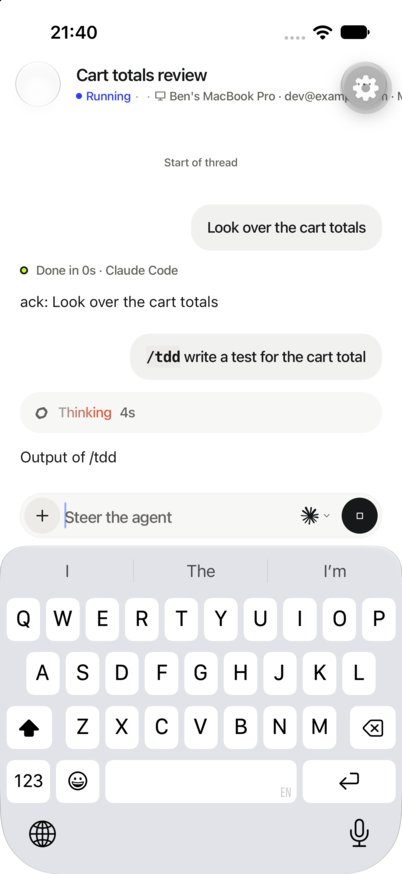 21:40
Cart totals review
Running · · Ben's MacBook Pro · dev@exam
Start of thread
Look over the cart totals
Done in 0s · Claude Code
ack: Look over the cart totals
/tdd write a test for the cart total
Thinking 4s
Output of /tdd
Steer the agent
I The I'm
Q W E R T Y U I O P
A S D F G H J K L
Z X C V B N M
123 EN